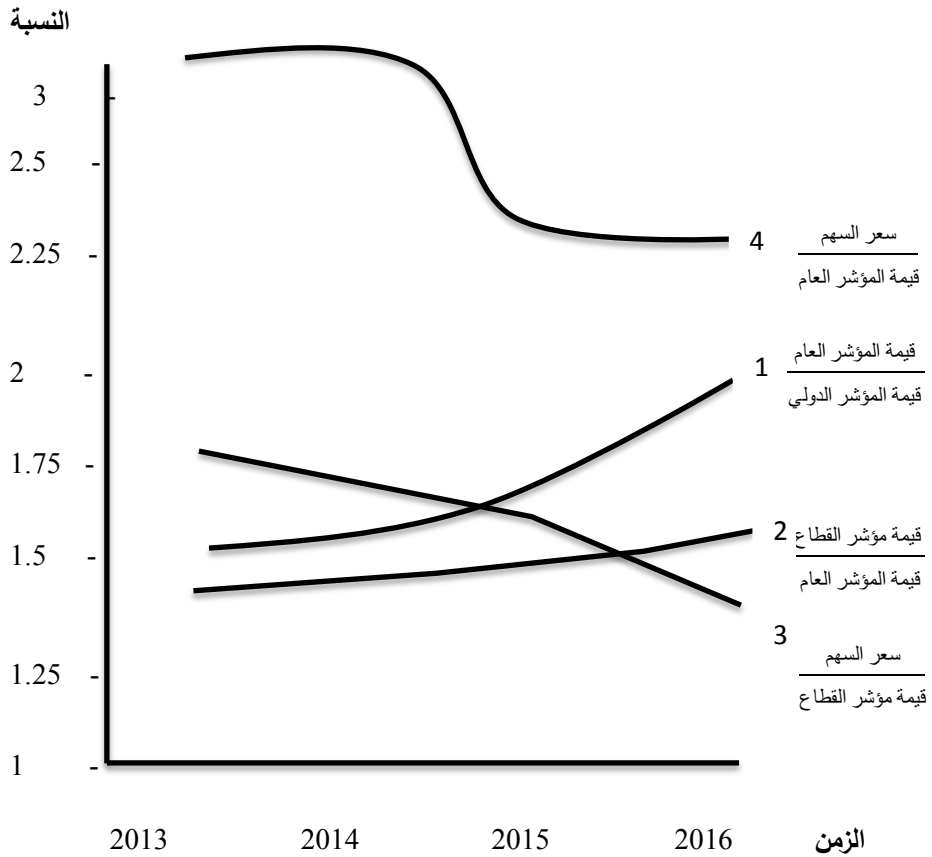 النسبة
3 -
2.5 -
2.25 -
4 سعر السهم
قيمة المؤشر العام
2 -
1 قيمة المؤشر العام
قيمة المؤشر الدولي
1.75 -
1.5 -
2 قيمة مؤشر القطاع
قيمة المؤشر العام
3 سعر السهم
قيمة مؤشر القطاع
1.25 -
1 -
2013 2014 2015 2016 الزمن